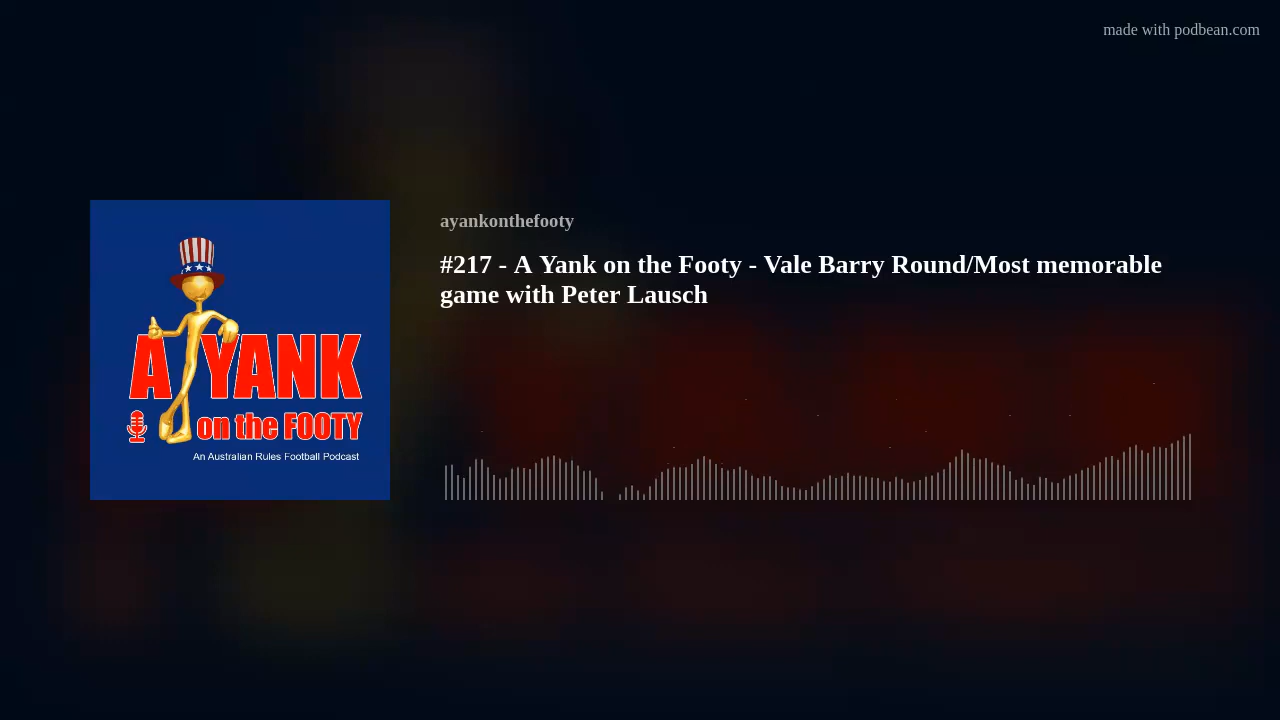 made with podbean.com
ayankonthefooty
#217 - A Yank on the Footy - Vale Barry Round/Most memorable
game with Peter Lausch
A YANK
on the FOOTY
An Australian Rules Football Podcast